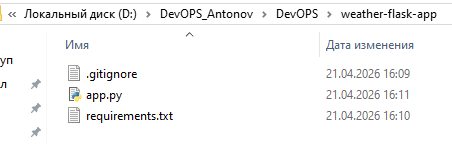 « Локальный диск (D:) › DevOPS_Antonov › DevOPS › weather-flask-app
Имя Дата изменения
.gitignore 21.04.2026 16:09
уп
app.py 21.04.2026 16:11
л
requirements.txt 21.04.2026 16:10